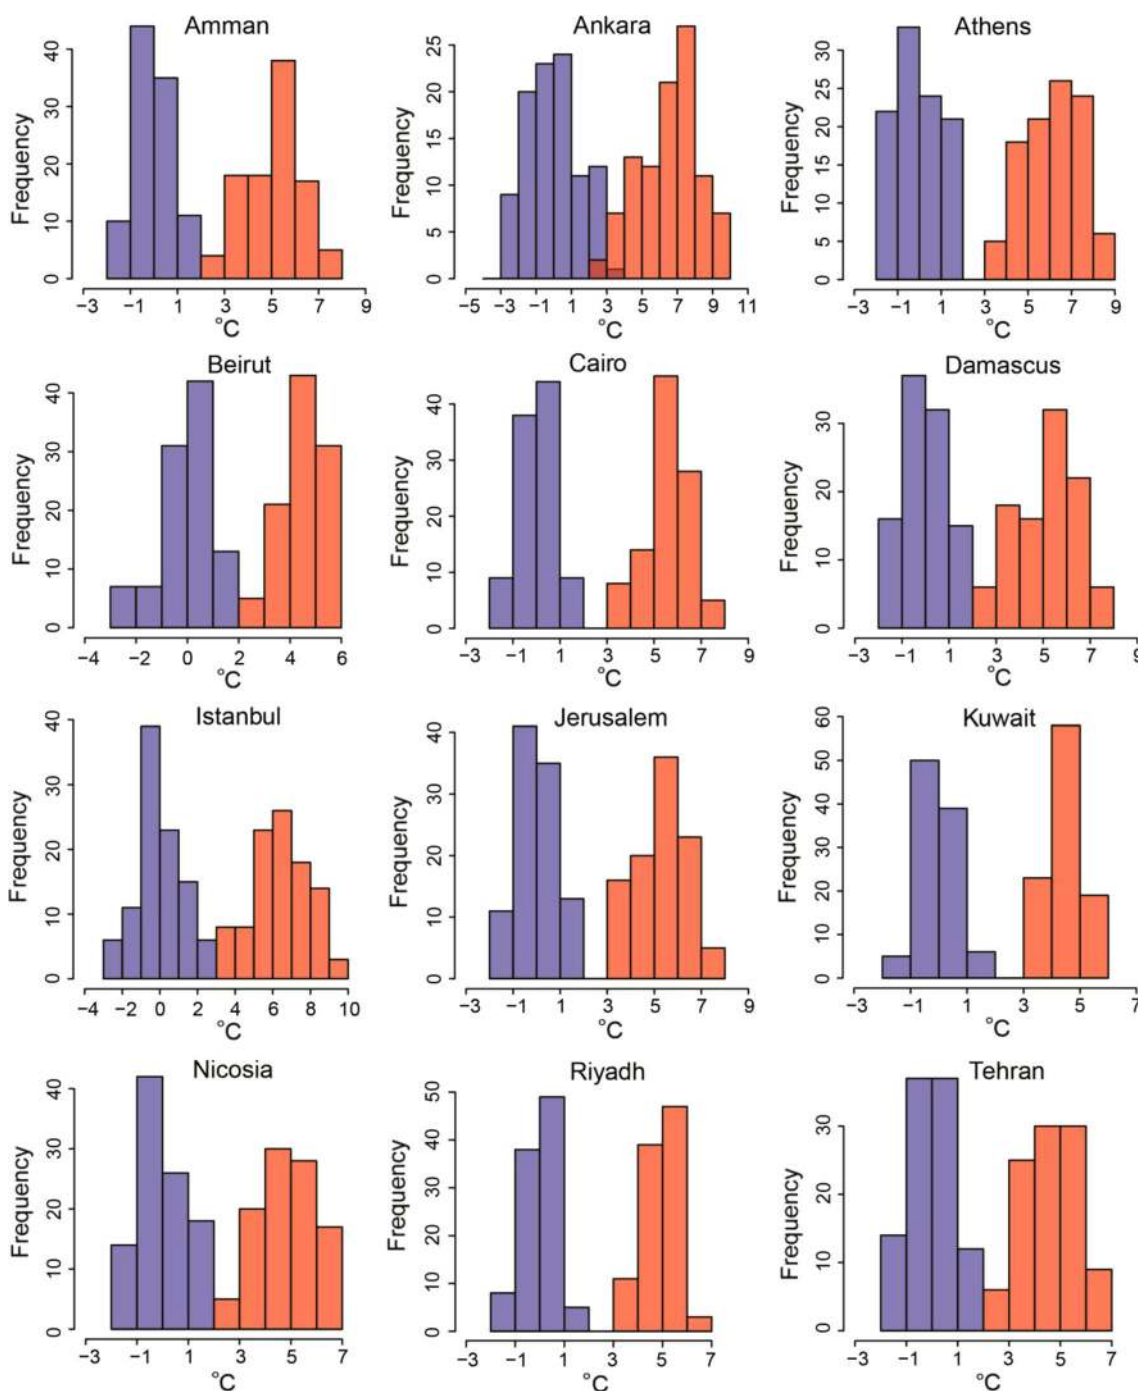 Amman
Frequency
0 10 20 30 40
−3 −1 1 3 5 7 9
°C
Ankara
Frequency
0 5 10 15 20 25
−5 −3 −1 1 3 5 7 9 11
°C
Athens
Frequency
0 5 10 15 20 25 30
−3 −1 1 3 5 7 9
°C
Beirut
Frequency
0 10 20 30 40
−4 −2 0 2 4 6
°C
Cairo
Frequency
0 10 20 30 40
−3 −1 1 3 5 7 9
°C
Damascus
Frequency
0 10 20 30
−3 −1 1 3 5 7 9
°C
Istanbul
Frequency
0 10 20 30 40
−4 −2 0 2 4 6 8 10
°C
Jerusalem
Frequency
0 10 20 30 40
−3 −1 1 3 5 7 9
°C
Kuwait
Frequency
0 10 20 30 40 50 60
−3 −1 1 3 5 7
°C
Nicosia
Frequency
0 10 20 30 40
−3 −1 1 3 5 7
°C
Riyadh
Frequency
0 10 20 30 40 50
−3 −1 1 3 5 7
°C
Tehran
Frequency
0 10 20 30
−3 −1 1 3 5 7
°C